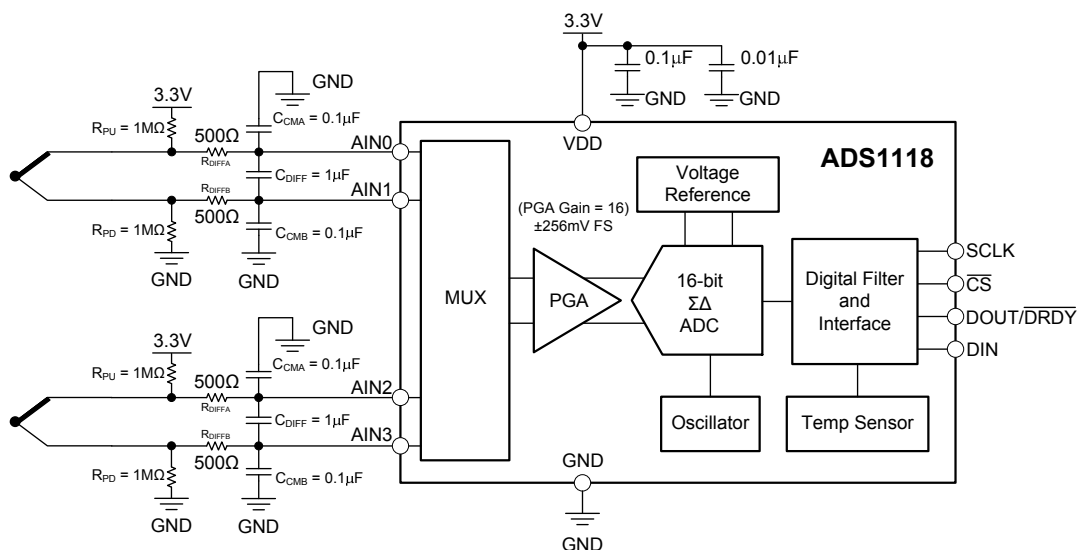 3.3V
0.1µF
0.01µF
GND
GND
GND
3.3V
C_CMA = 0.1µF
R_PU = 1MΩ
500Ω
R_DIFFA
AIN0
C_DIFF = 1µF
R_DIFFB
AIN1
500Ω
R_PD = 1MΩ
C_CMB = 0.1µF
GND
GND
VDD
ADS1118
Voltage
Reference
(PGA Gain = 16)
±256mV FS
MUX
PGA
16-bit
ΣΔ
ADC
Digital Filter
and
Interface
SCLK
CS
DOUT/DRDY
DIN
Oscillator
Temp Sensor
GND
3.3V
C_CMA = 0.1µF
R_PU = 1MΩ
500Ω
R_DIFFA
AIN2
C_DIFF = 1µF
R_DIFFB
AIN3
500Ω
R_PD = 1MΩ
C_CMB = 0.1µF
GND
GND
GND
GND